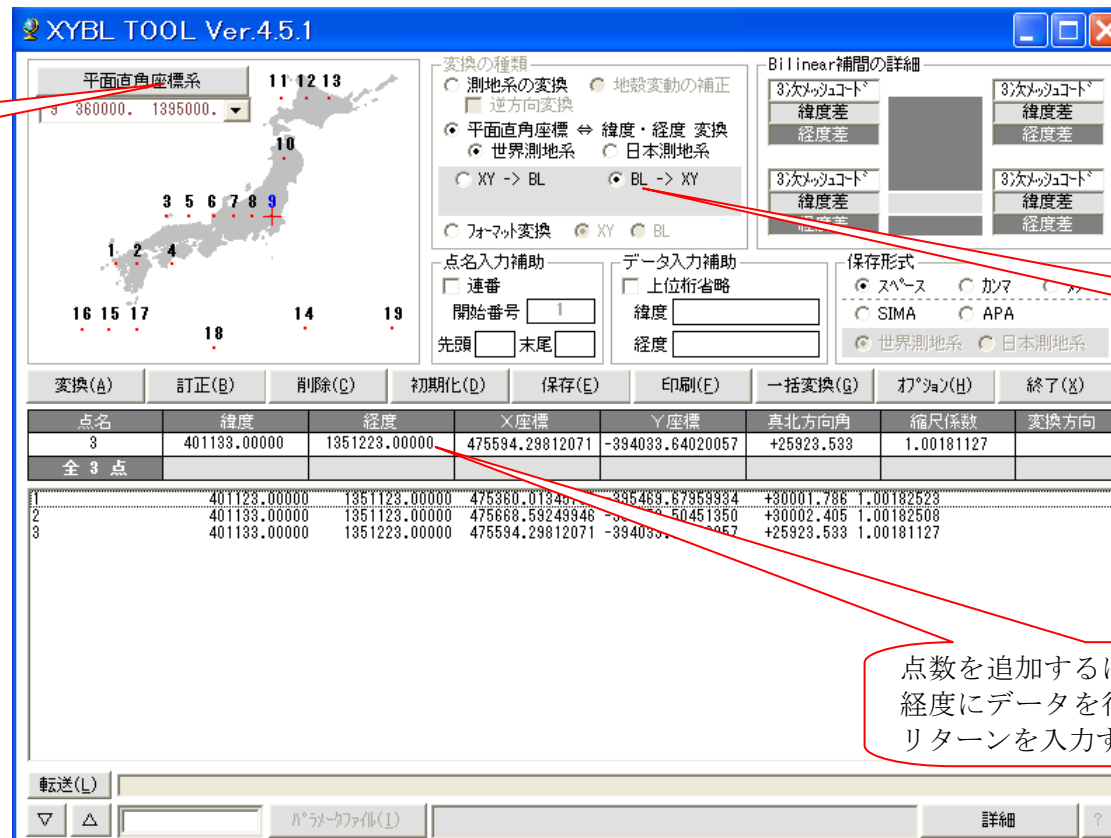 XYBL TOOL Ver.4.5.1
平面直角座標系
9 360000. 1395000.
11 12 13
10
3 5 6 7 8 9
1 2 4
16 15 17
14
19
18
変換の種類
測地系の変換 地殻変動の補正
逆方向変換
平面直角座標 ⇔ 緯度・経度 変換
世界測地系 日本測地系
XY -> BL BL -> XY
フォーマット変換 XY BL
Bilinear補間の詳細
3次メッシュコード 3次メッシュコード
緯度差 緯度差
経度差 経度差
3次メッシュコード 3次メッシュコード
緯度差 緯度差
経度差 経度差
点名入力補助
連番
開始番号 1
先頭 末尾
データ入力補助
上位桁省略
緯度
経度
保存形式
スペース カンマ
SIMA APA
世界測地系 日本測地系
変換(A) 訂正(B) 削除(C) 初期化(D) 保存(E) 印刷(F) 一括変換(G) オプション(H) 終了(X)
点名 緯度 経度 X座標 Y座標 真北方向角 縮尺係数 変換方向
3 401133.00000 1351223.00000 475594.29812071 -394033.64020057 +25923.533 1.00181127
全 3 点
1 401123.00000 1351123.00000 +30001.786 1.00182523
2 401133.00000 1351123.00000 475668.59243946 +30002.405 1.00182508
3 401133.00000 1351223.00000 475594.29812071 +25923.533 1.00181127
点数を追加するに
経度にデータを
リターンを入力す
転送(L)
▽ △ パラメータファイル(I) 詳細 ?